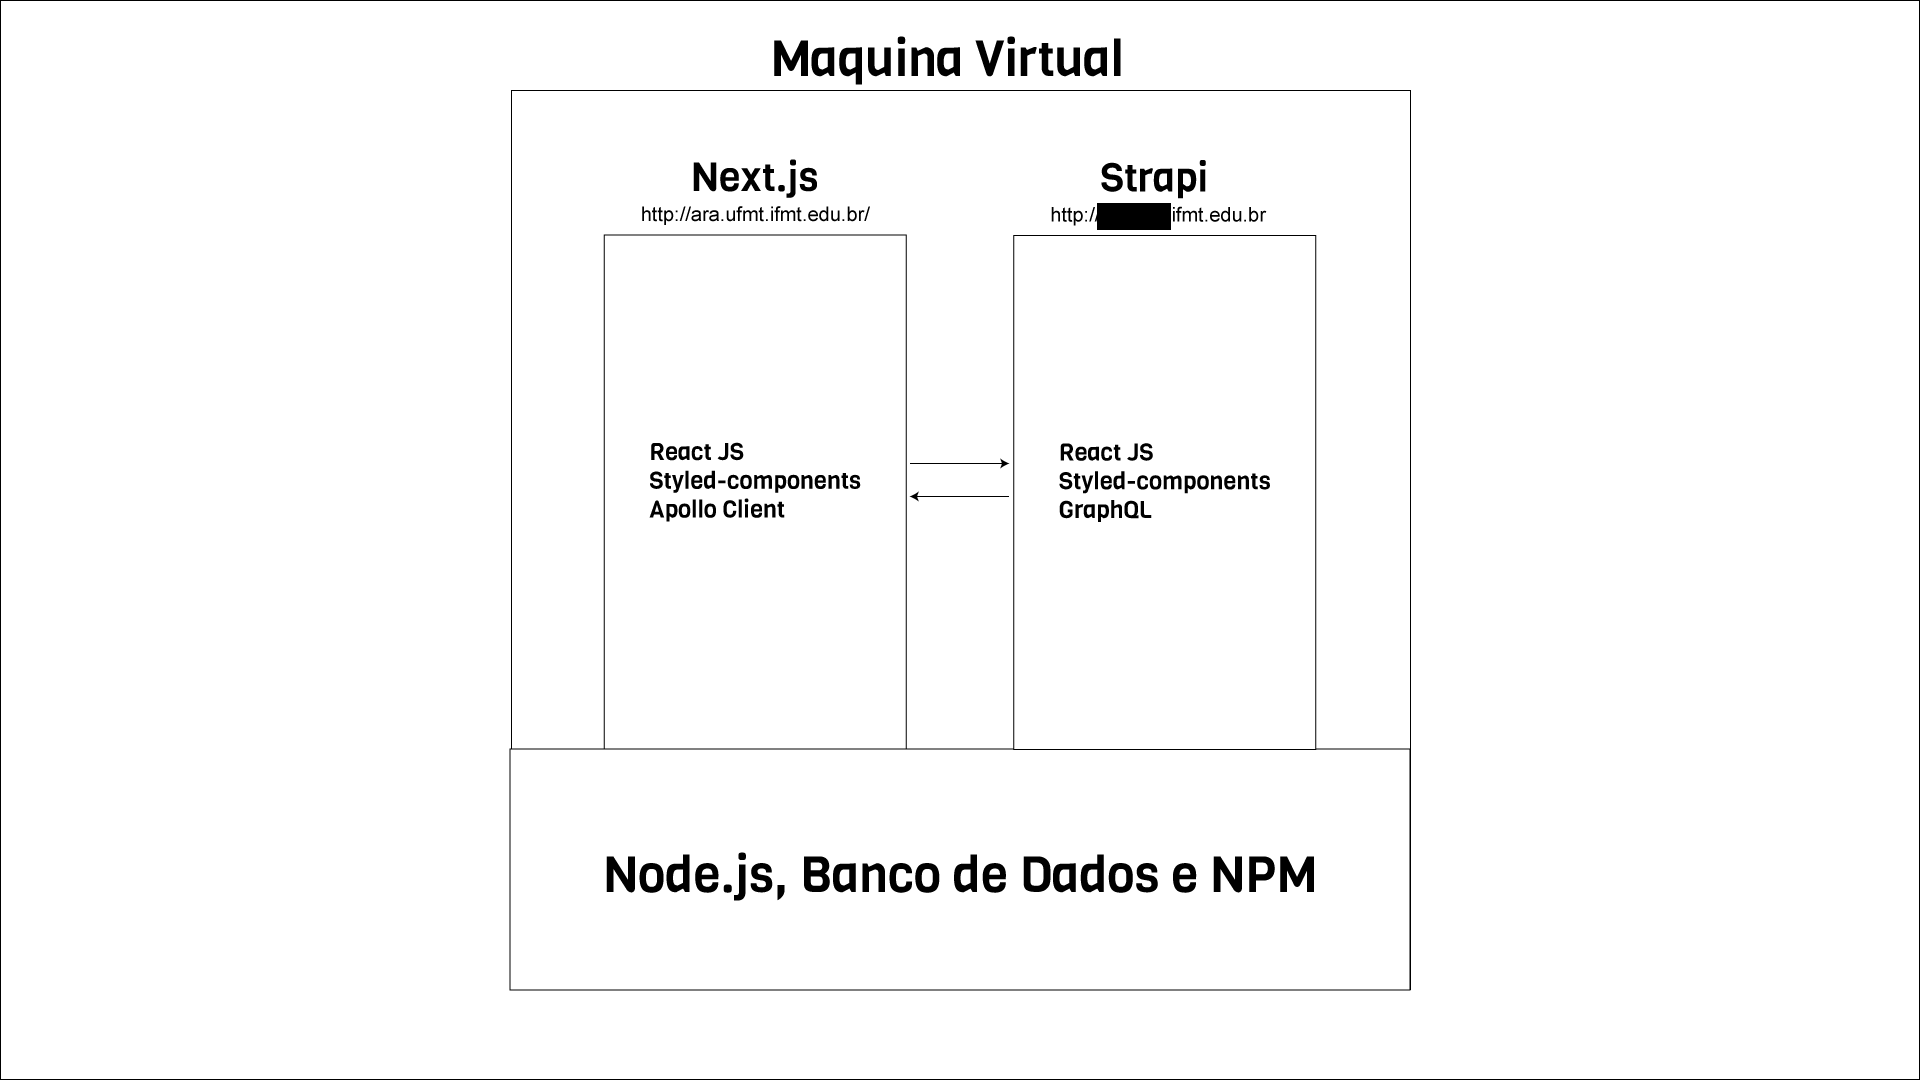 Maquina Virtual
Next.js
http://ara.ufmt.ifmt.edu.br/
Strapi
http:/ ifmt.edu.br
React JS
Styled-components
Apollo Client
React JS
Styled-components
GraphQL
Node.js, Banco de Dados e NPM